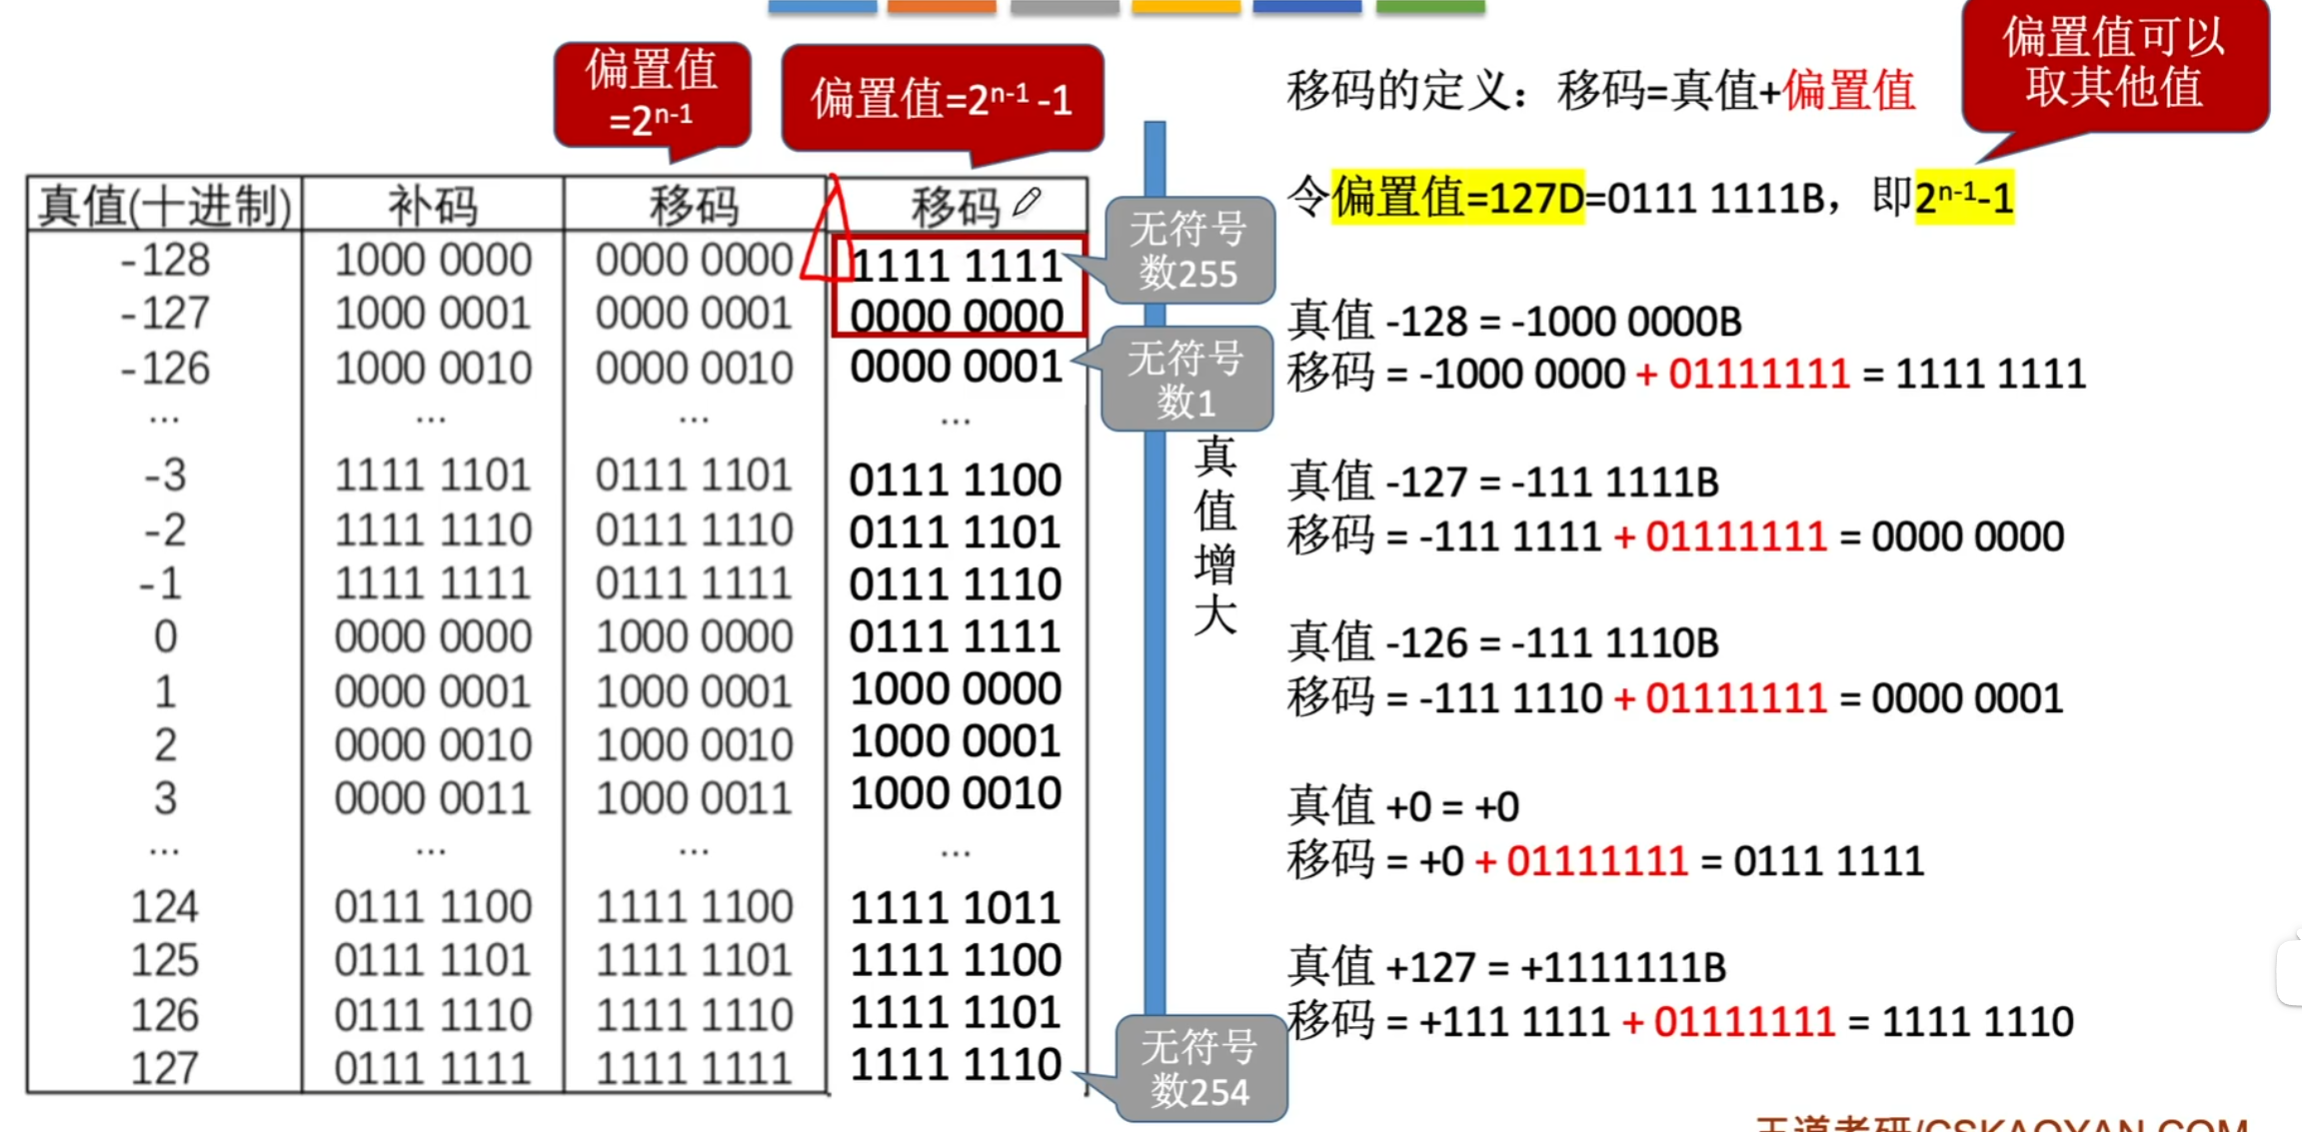 偏置值
=2ⁿ⁻¹
偏置值=2ⁿ⁻¹ -1
偏置值可以
取其他值
移码的定义：移码=真值+偏置值
令偏置值=127D=0111 1111B，即2ⁿ⁻¹-1
真值(十进制) 补码 移码 移码
-128 1000 0000 0000 0000 1111 1111
-127 1000 0001 0000 0001 0000 0000
-126 1000 0010 0000 0010 0000 0001
... ... ... ...
-3 1111 1101 0111 1101 0111 1100
-2 1111 1110 0111 1110 0111 1101
-1 1111 1111 0111 1111 0111 1110
0 0000 0000 1000 0000 0111 1111
1 0000 0001 1000 0001 1000 0000
2 0000 0010 1000 0010 1000 0001
3 0000 0011 1000 0011 1000 0010
... ... ... ...
124 0111 1100 1111 1100 1111 1011
125 0111 1101 1111 1101 1111 1100
126 0111 1110 1111 1110 1111 1101
127 0111 1111 1111 1111 1111 1110
无符号
数255
无符号
数1
真
值
增
大
无符号
数254
真值 -128 = -1000 0000B
移码 = -1000 0000 + 01111111 = 1111 1111
真值 -127 = -111 1111B
移码 = -111 1111 + 01111111 = 0000 0000
真值 -126 = -111 1110B
移码 = -111 1110 + 01111111 = 0000 0001
真值 +0 = +0
移码 = +0 + 01111111 = 0111 1111
真值 +127 = +1111111B
移码 = +111 1111 + 01111111 = 1111 1110
王道考研/CSKAOYAN.COM